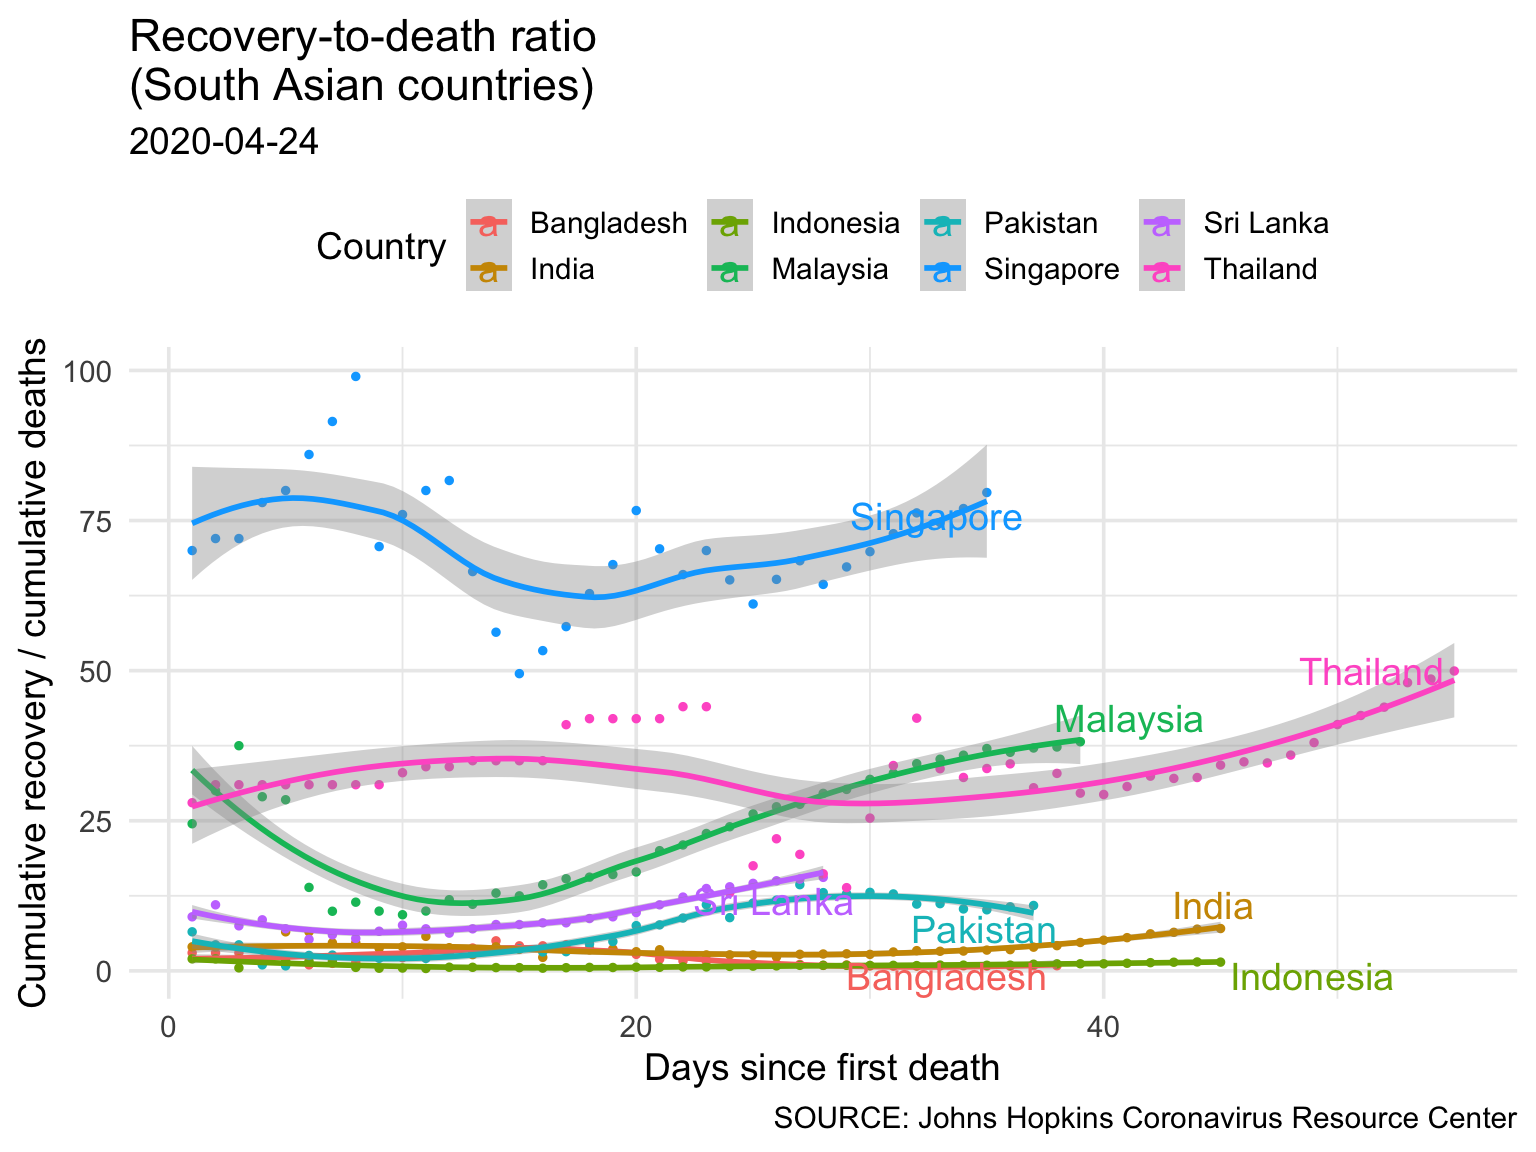 Recovery-to-death ratio
(South Asian countries)
2020-04-24
Country
a Bangladesh a Indonesia a Pakistan a Sri Lanka
a India a Malaysia a Singapore a Thailand
Cumulative recovery / cumulative deaths
100
75
50
25
0
Singapore
Thailand
Malaysia
Sri Lanka
India
Pakistan
Bangladesh
Indonesia
0 20 40
Days since first death
SOURCE: Johns Hopkins Coronavirus Resource Center